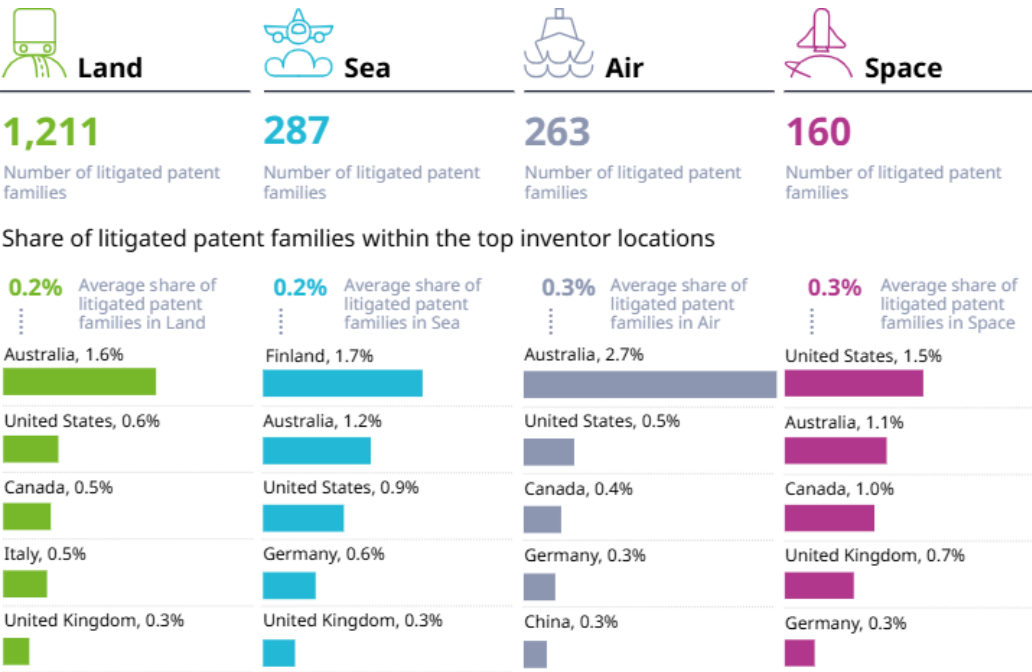 Land
Sea
Air
Space
1,211
287
263
160
Number of litigated patent
families
Number of litigated patent
families
Number of litigated patent
families
Number of litigated patent
families
Share of litigated patent families within the top inventor locations
0.2%
Average share of
litigated patent
families in Land
0.2%
Average share of
litigated patent
families in Sea
0.3%
Average share of
litigated patent
families in Air
0.3%
Average share of
litigated patent
families in Space
Australia, 1.6%
United States, 0.6%
Canada, 0.5%
Italy, 0.5%
United Kingdom, 0.3%
Finland, 1.7%
Australia, 1.2%
United States, 0.9%
Germany, 0.6%
United Kingdom, 0.3%
Australia, 2.7%
United States, 0.5%
Canada, 0.4%
Germany, 0.3%
China, 0.3%
United States, 1.5%
Australia, 1.1%
Canada, 1.0%
United Kingdom, 0.7%
Germany, 0.3%